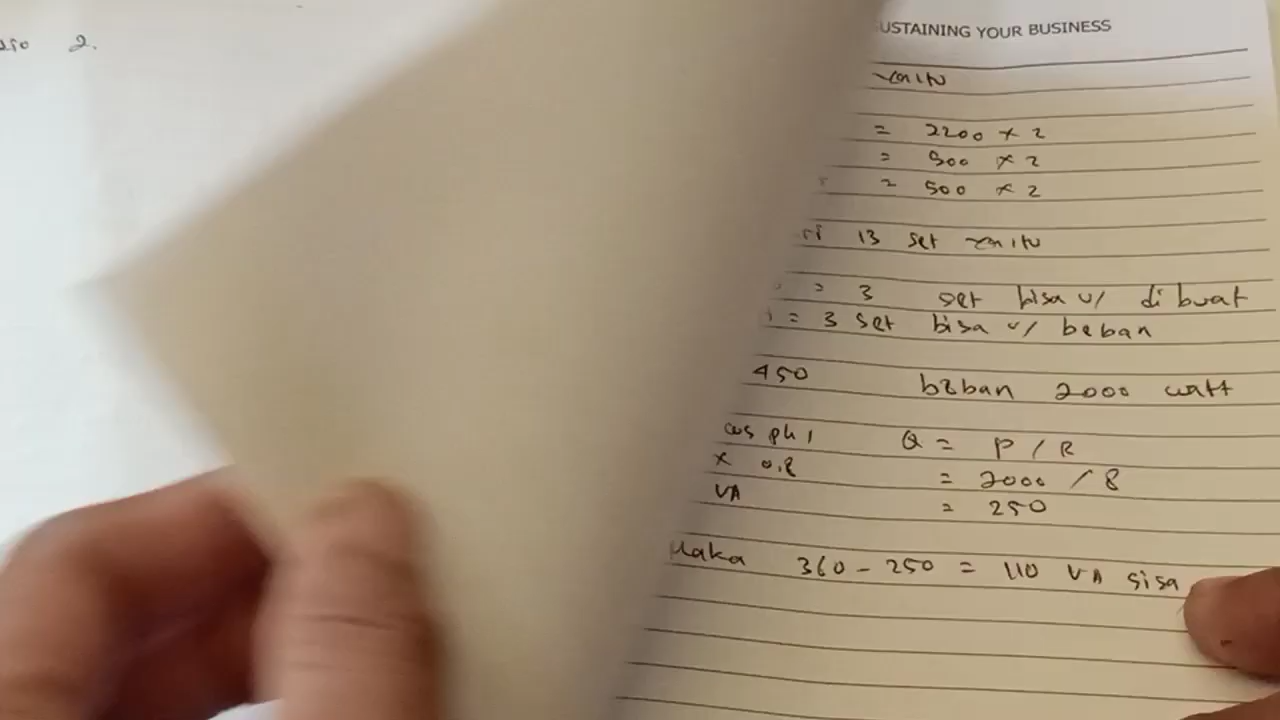 2.
USTAINING YOUR BUSINESS
yaitu
= 2200 x 2
= 900 x 2
= 500 x 2
13 set yaitu
= 3 set bisa u/ dibuat
= 3 set bisa u/ beban
450 beban 2000 watt
cos phi Q = P / R
x 0,8 = 2000 / 8
VA = 250
Maka 360 - 250 = 110 VA sisa